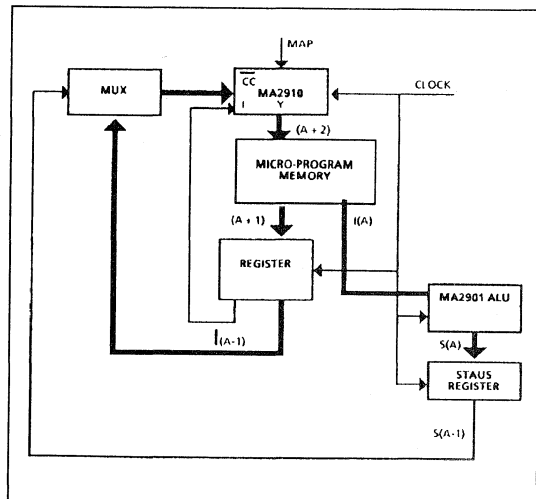 MAP
CC
MUX
MA2910
CLOCK
I Y
(A + 2)
MICRO-PROGRAM
MEMORY
(A + 1)
I(A)
REGISTER
MA2901 ALU
I(A-1)
S(A)
STAUS
REGISTER
S(A-1)